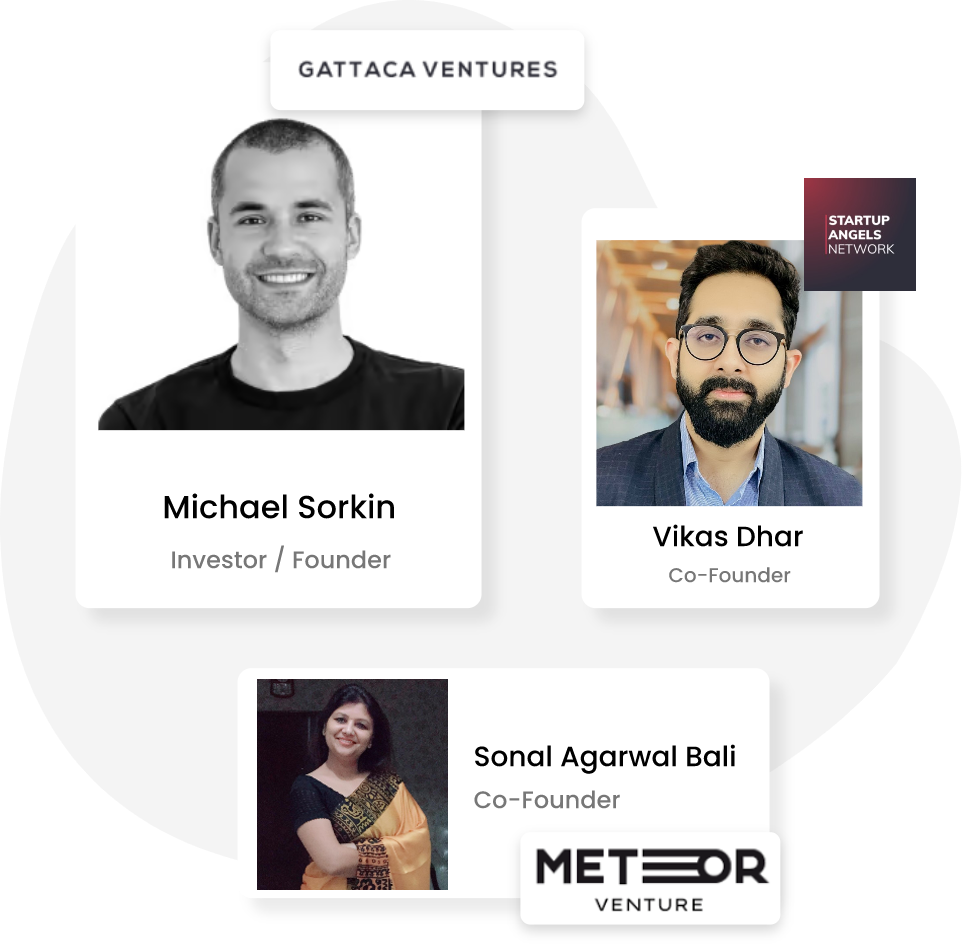 GATTACA VENTURES
Michael Sorkin
Investor / Founder
STARTUP
ANGELS
NETWORK
Vikas Dhar
Co-Founder
Sonal Agarwal Bali
Co-Founder
METEOR
VENTURE